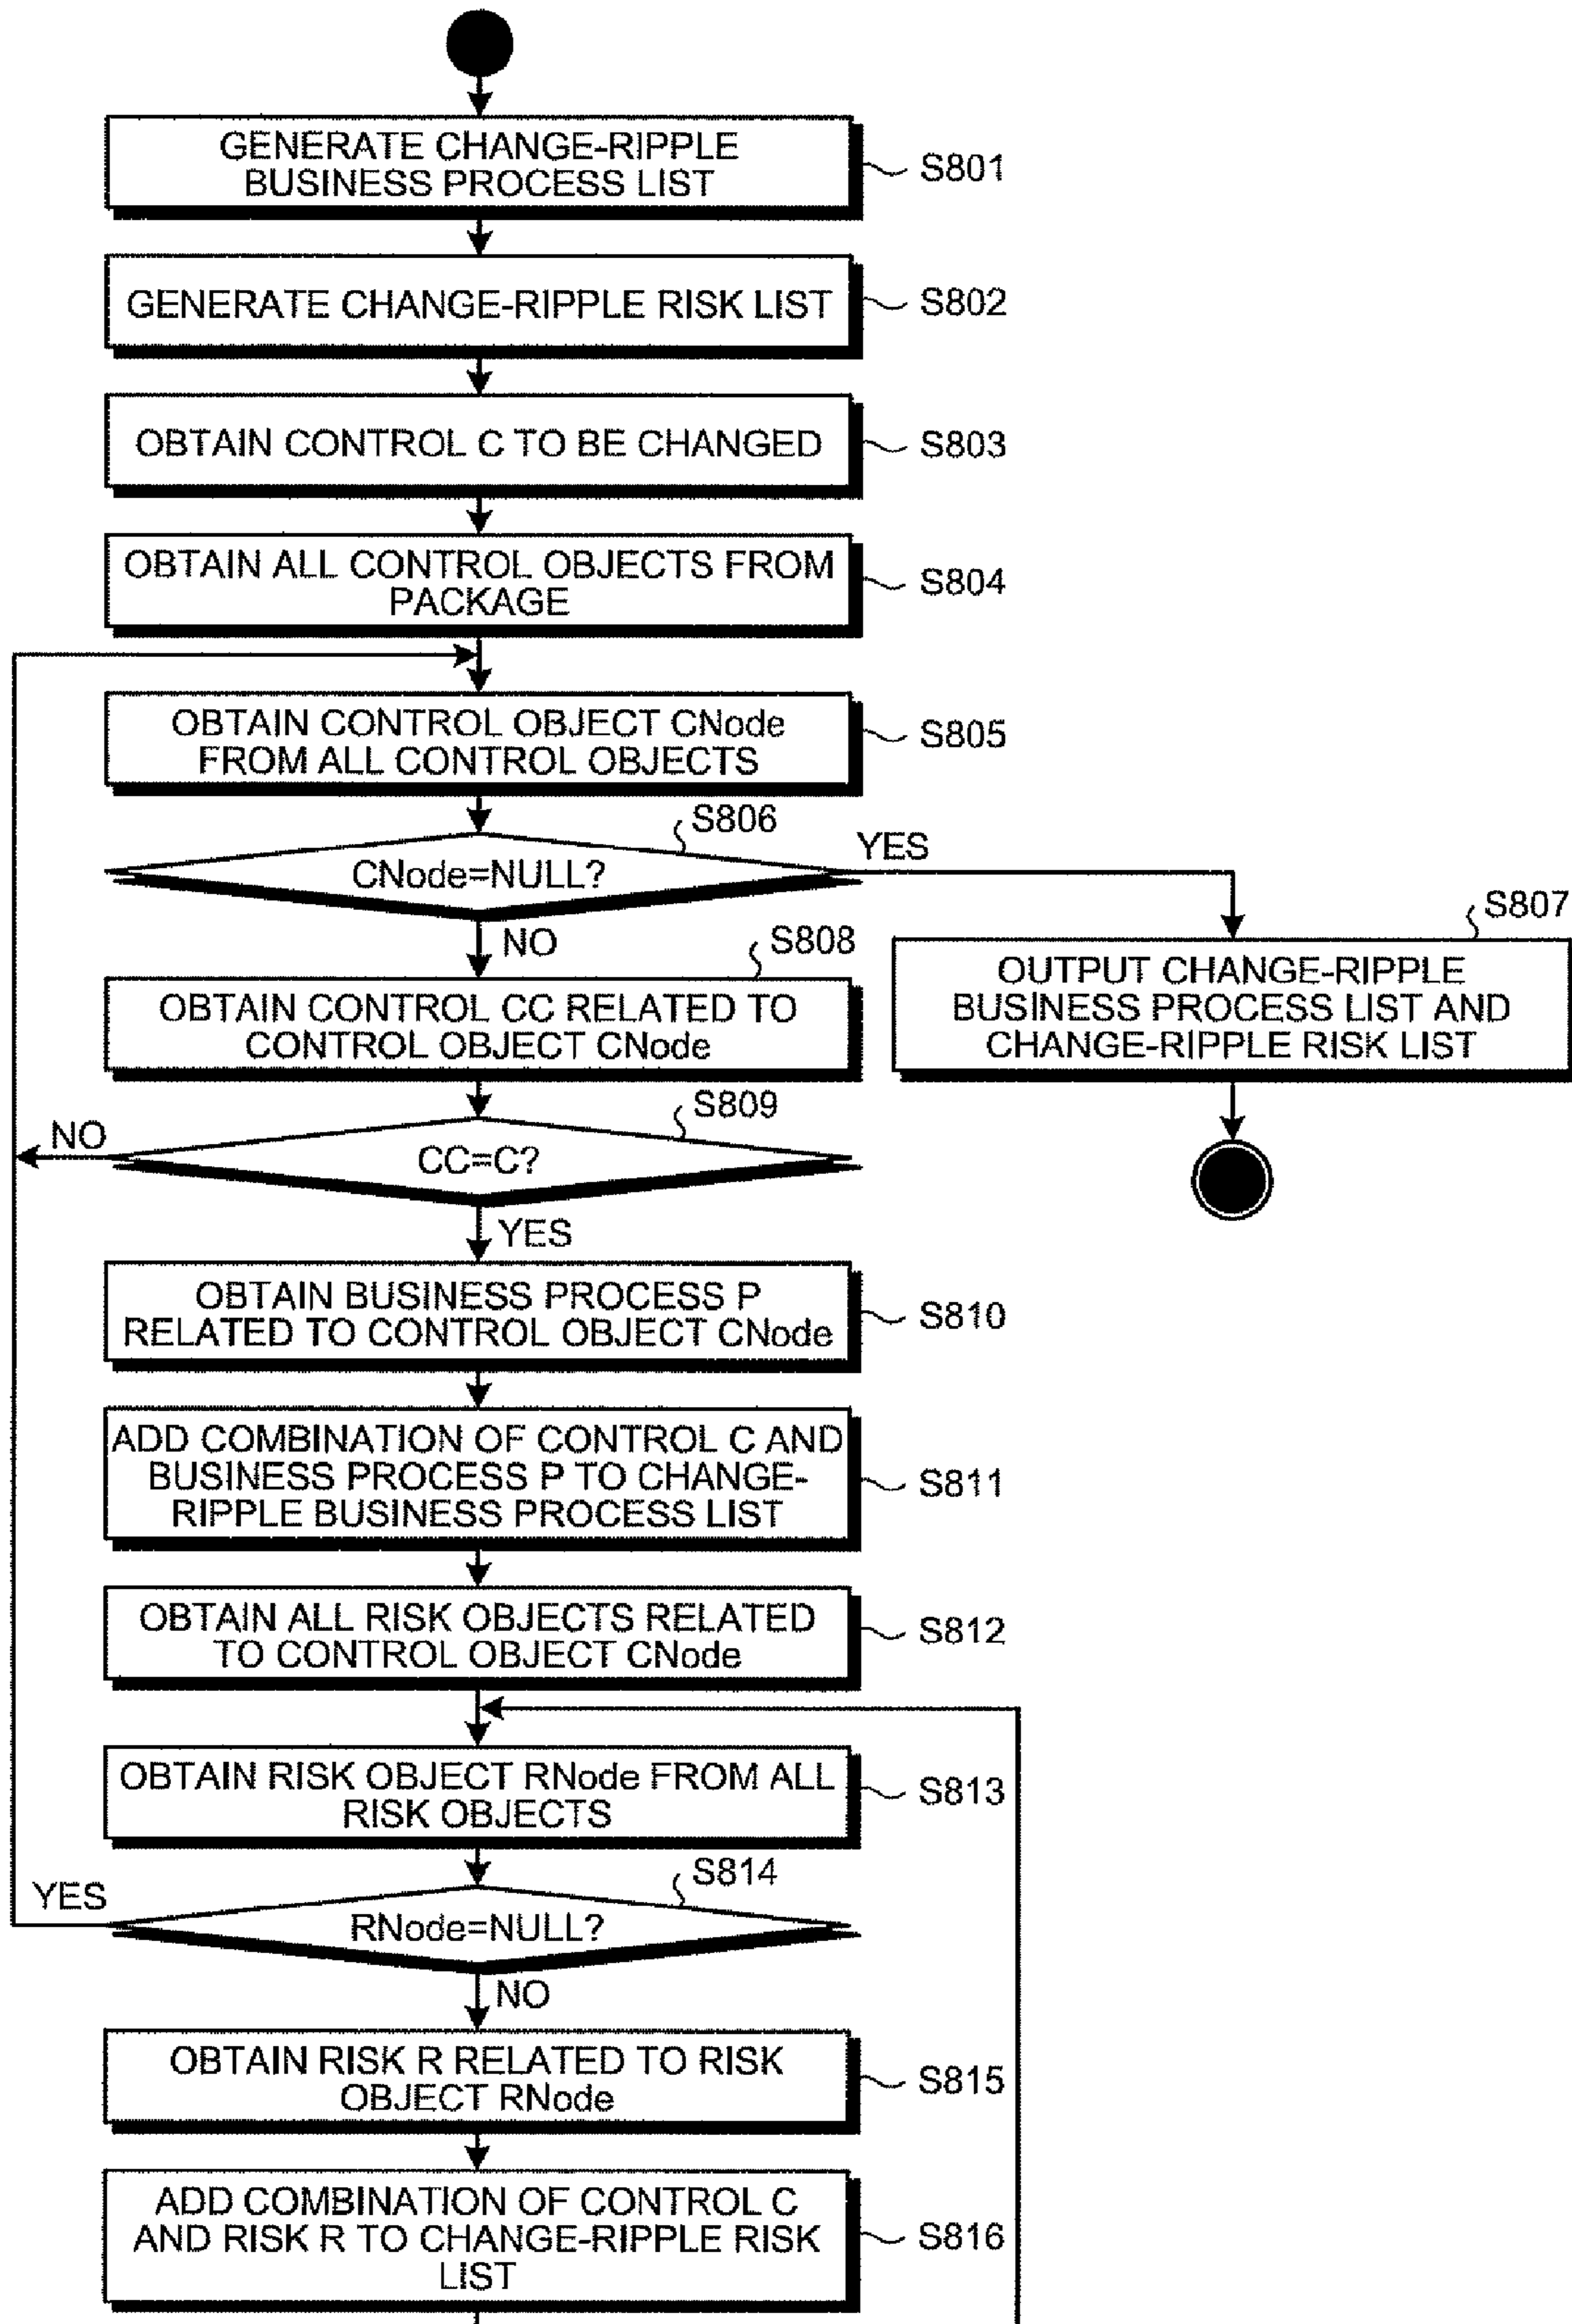 GENERATE CHANGE-RIPPLE
BUSINESS PROCESS LIST
S801
GENERATE CHANGE-RIPPLE RISK LIST
S802
OBTAIN CONTROL C TO BE CHANGED
S803
OBTAIN ALL CONTROL OBJECTS FROM
PACKAGE
S804
OBTAIN CONTROL OBJECT CNode
FROM ALL CONTROL OBJECTS
S805
S806
CNode=NULL?
YES
NO
S807
OUTPUT CHANGE-RIPPLE
BUSINESS PROCESS LIST AND
CHANGE-RIPPLE RISK LIST
S808
OBTAIN CONTROL CC RELATED TO
CONTROL OBJECT CNode
S809
CC=C?
NO
YES
OBTAIN BUSINESS PROCESS P
RELATED TO CONTROL OBJECT CNode
S810
ADD COMBINATION OF CONTROL C AND
BUSINESS PROCESS P TO CHANGE-
RIPPLE BUSINESS PROCESS LIST
S811
OBTAIN ALL RISK OBJECTS RELATED
TO CONTROL OBJECT CNode
S812
OBTAIN RISK OBJECT RNode FROM ALL
RISK OBJECTS
S813
S814
RNode=NULL?
YES
NO
OBTAIN RISK R RELATED TO RISK
OBJECT RNode
S815
ADD COMBINATION OF CONTROL C
AND RISK R TO CHANGE-RIPPLE RISK
LIST
S816